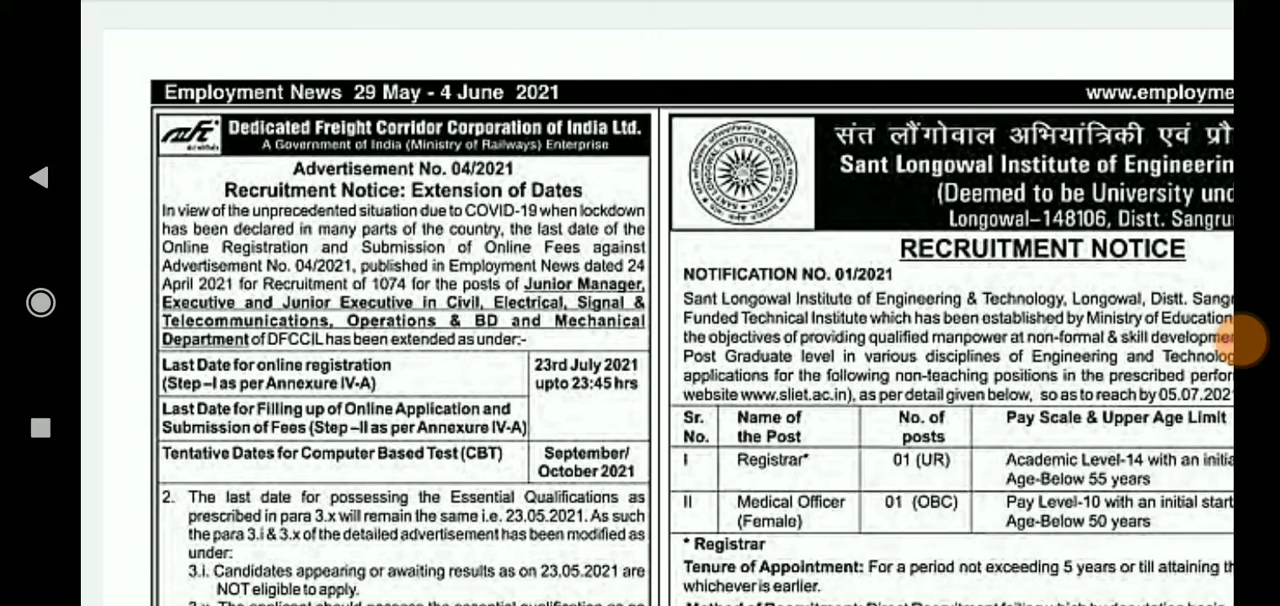 Employment News 29 May - 4 June 2021
www.employme
Dedicated Freight Corridor Corporation of India Ltd.
A Government of India (Ministry of Railways) Enterprise
Advertisement No. 04/2021
Recruitment Notice: Extension of Dates
In view of the unprecedented situation due to COVID-19 when lockdown
has been declared in many parts of the country, the last date of the
Online Registration and Submission of Online Fees against
Advertisement No. 04/2021, published in Employment News dated 24
April 2021 for Recruitment of 1074 for the posts of Junior Manager,
Executive and Junior Executive in Civil, Electrical, Signal &
Telecommunications, Operations & BD and Mechanical
Department of DFCCIL has been extended as under:-
Last Date for online registration
(Step –I as per Annexure IV-A)
23rd July 2021
upto 23:45 hrs
Last Date for Filling up of Online Application and
Submission of Fees (Step –II as per Annexure IV-A)
Tentative Dates for Computer Based Test (CBT)
September/
October 2021
2. The last date for possessing the Essential Qualifications as
prescribed in para 3.x will remain the same i.e. 23.05.2021. As such
the para 3.i & 3.x of the detailed advertisement has been modified as
under:
3.i. Candidates appearing or awaiting results as on 23.05.2021 are
NOT eligible to apply.
संत लौंगोवाल अभियांत्रिकी एवं प्रौ
Sant Longowal Institute of Engineerin
(Deemed to be University und
Longowal–148106, Distt. Sangru
RECRUITMENT NOTICE
NOTIFICATION NO. 01/2021
Sant Longowal Institute of Engineering & Technology, Longowal, Distt. Sang
Funded Technical Institute which has been established by Ministry of Education
the objectives of providing qualified manpower at non-formal & skill developme
Post Graduate level in various disciplines of Engineering and Technolog
applications for the following non-teaching positions in the prescribed perfor
website www.sliet.ac.in), as per detail given below, so as to reach by 05.07.202
Sr. No. Name of the Post No. of posts Pay Scale & Upper Age Limit
I Registrar* 01 (UR) Academic Level-14 with an initia
Age-Below 55 years
II Medical Officer (Female) 01 (OBC) Pay Level-10 with an initial start
Age-Below 50 years
* Registrar
Tenure of Appointment: For a period not exceeding 5 years or till attaining th
whichever is earlier.